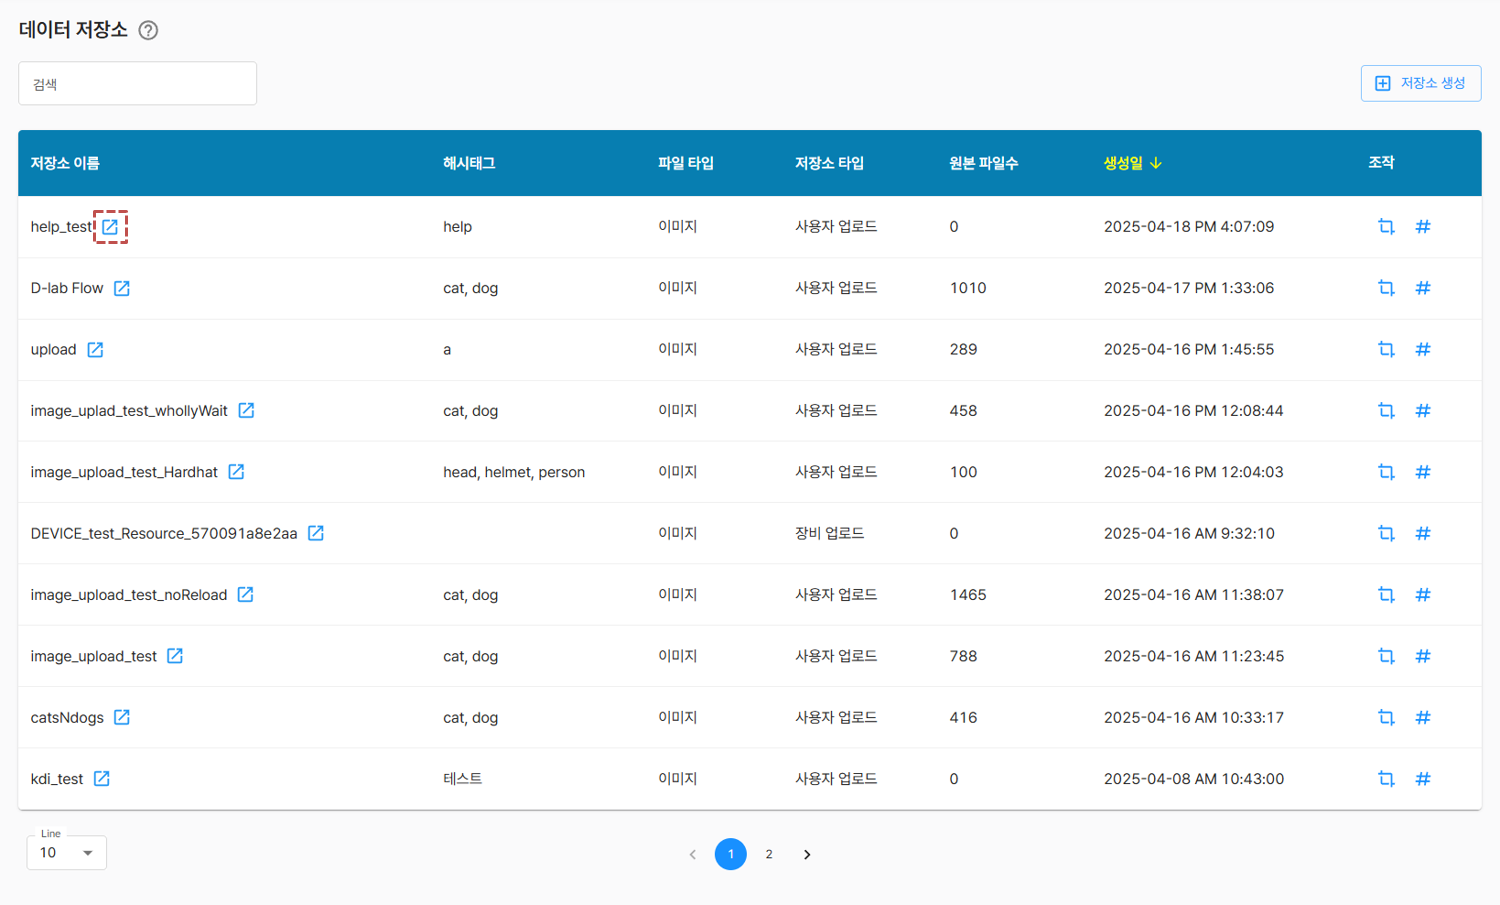 데이터 저장소 ?
검색
저장소 생성
저장소 이름 해시태그 파일 타입 저장소 타입 원본 파일수 생성일 조작
help_test help 이미지 사용자 업로드 0 2025-04-18 PM 4:07:09 #
D-lab Flow cat, dog 이미지 사용자 업로드 1010 2025-04-17 PM 1:33:06 #
upload a 이미지 사용자 업로드 289 2025-04-16 PM 1:45:55 #
image_uplad_test_whollyWait cat, dog 이미지 사용자 업로드 458 2025-04-16 PM 12:08:44 #
image_upload_test_Hardhat head, helmet, person 이미지 사용자 업로드 100 2025-04-16 PM 12:04:03 #
DEVICE_test_Resource_570091a8e2aa 이미지 장비 업로드 0 2025-04-16 AM 9:32:10 #
image_upload_test_noReload cat, dog 이미지 사용자 업로드 1465 2025-04-16 AM 11:38:07 #
image_upload_test cat, dog 이미지 사용자 업로드 788 2025-04-16 AM 11:23:45 #
catsNdogs cat, dog 이미지 사용자 업로드 416 2025-04-16 AM 10:33:17 #
kdi_test 테스트 이미지 사용자 업로드 0 2025-04-08 AM 10:43:00 #
Line
10
1 2